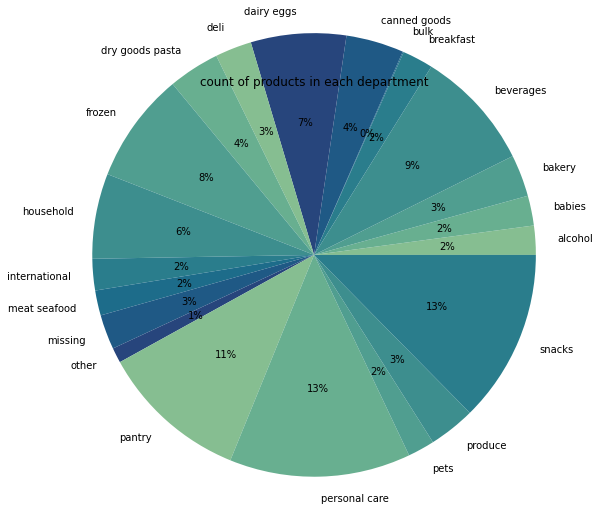 dairy eggs
canned goods
bulk
breakfast
deli
dry goods pasta
count of products in each department
beverages
frozen
7%
4%
0%
2%
3%
4%
9%
bakery
8%
3%
babies
household
2%
alcohol
6%
2%
international
2%
meat seafood
2%
3%
1%
missing
other
13%
snacks
11%
3%
2%
13%
pantry
produce
pets
personal care